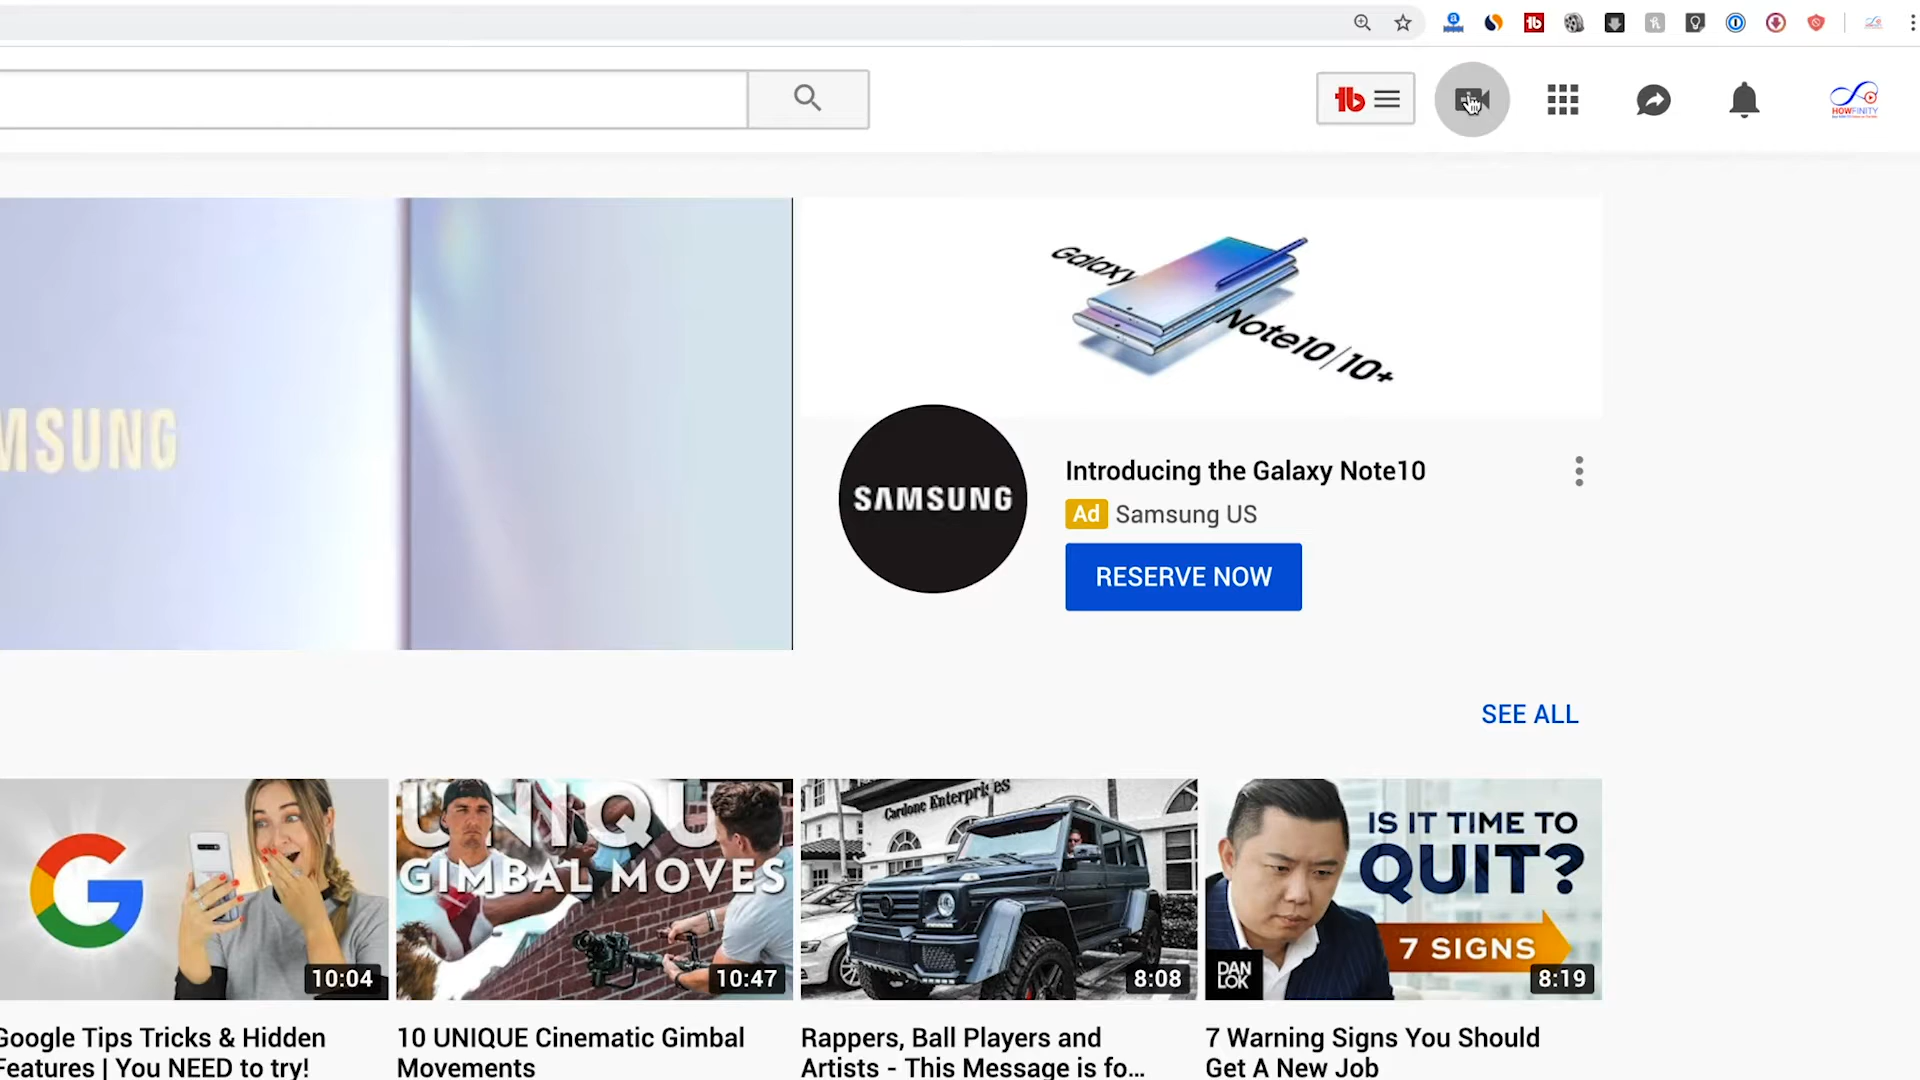 HOWFINITY
MSUNG
Galaxy
Note10/10+
SAMSUNG
Introducing the Galaxy Note10
Ad Samsung US
RESERVE NOW
SEE ALL
10:04
UNIQU
GIMBAL MOVES
10:47
Cardone Enterprises
8:08
IS IT TIME TO
QUIT?
7 SIGNS
DAN
LOK
8:19
Google Tips Tricks & Hidden
Features | You NEED to try!
10 UNIQUE Cinematic Gimbal
Movements
Rappers, Ball Players and
Artists - This Message is fo...
7 Warning Signs You Should
Get A New Job